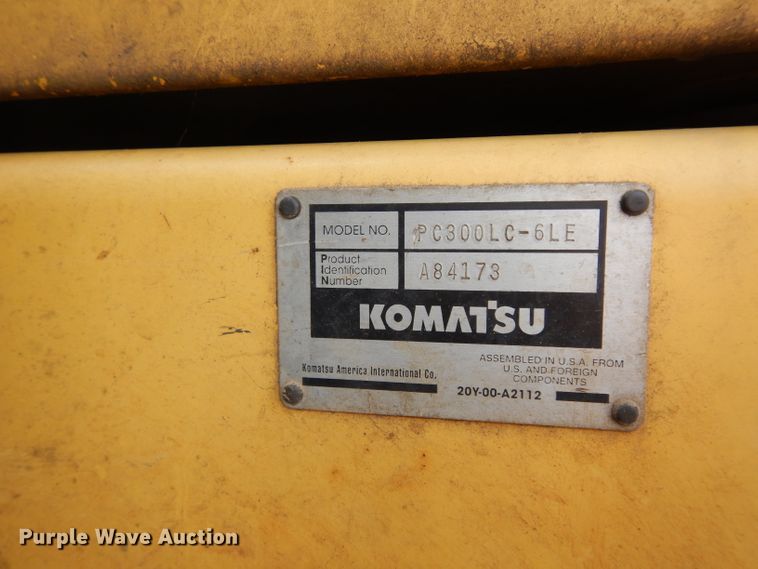 MODEL NO. PC300LC-6LE
Product
Identification
Number
A84173
KOMATSU
Komatsu America International Co.
ASSEMBLED IN U.S.A. FROM
U.S. AND FOREIGN
COMPONENTS
20Y-00-A2112
Purple Wave Auction